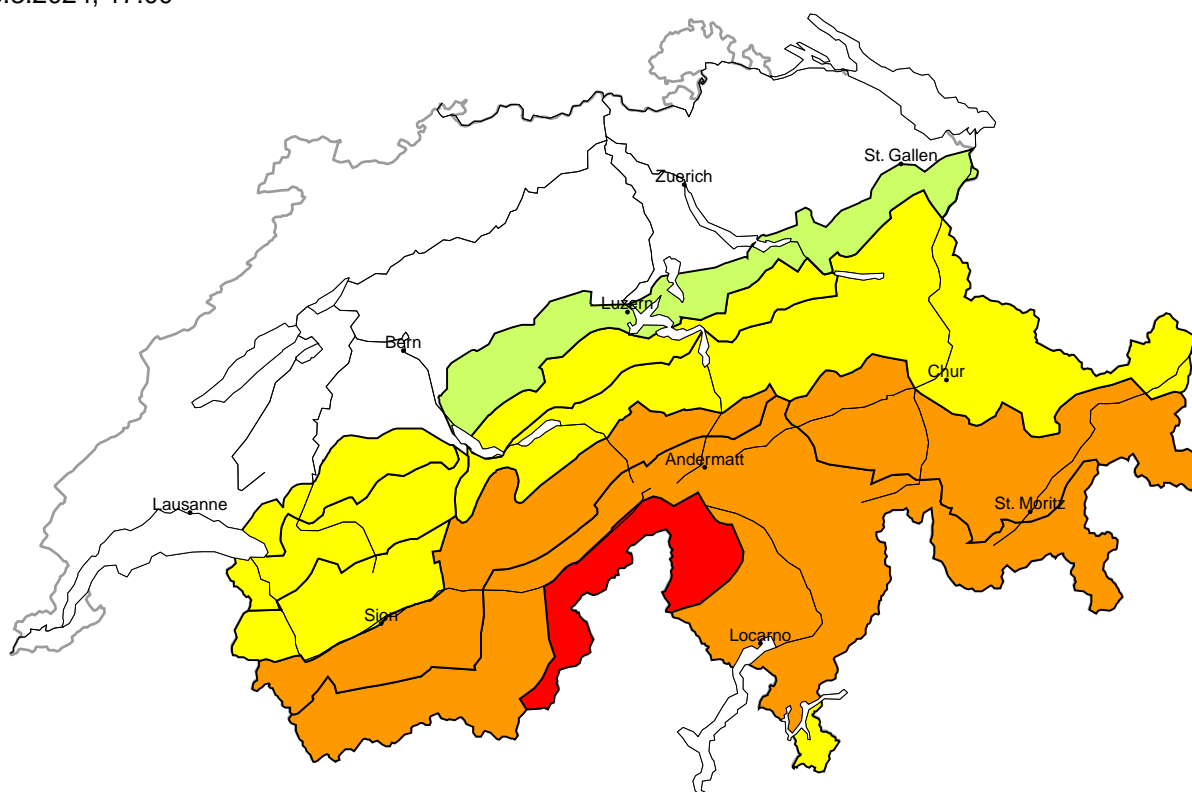 St. Gallen
Zuerich
Luzern
Bern
Chur
Andermatt
Lausanne
St. Moritz
Sion
Locarno